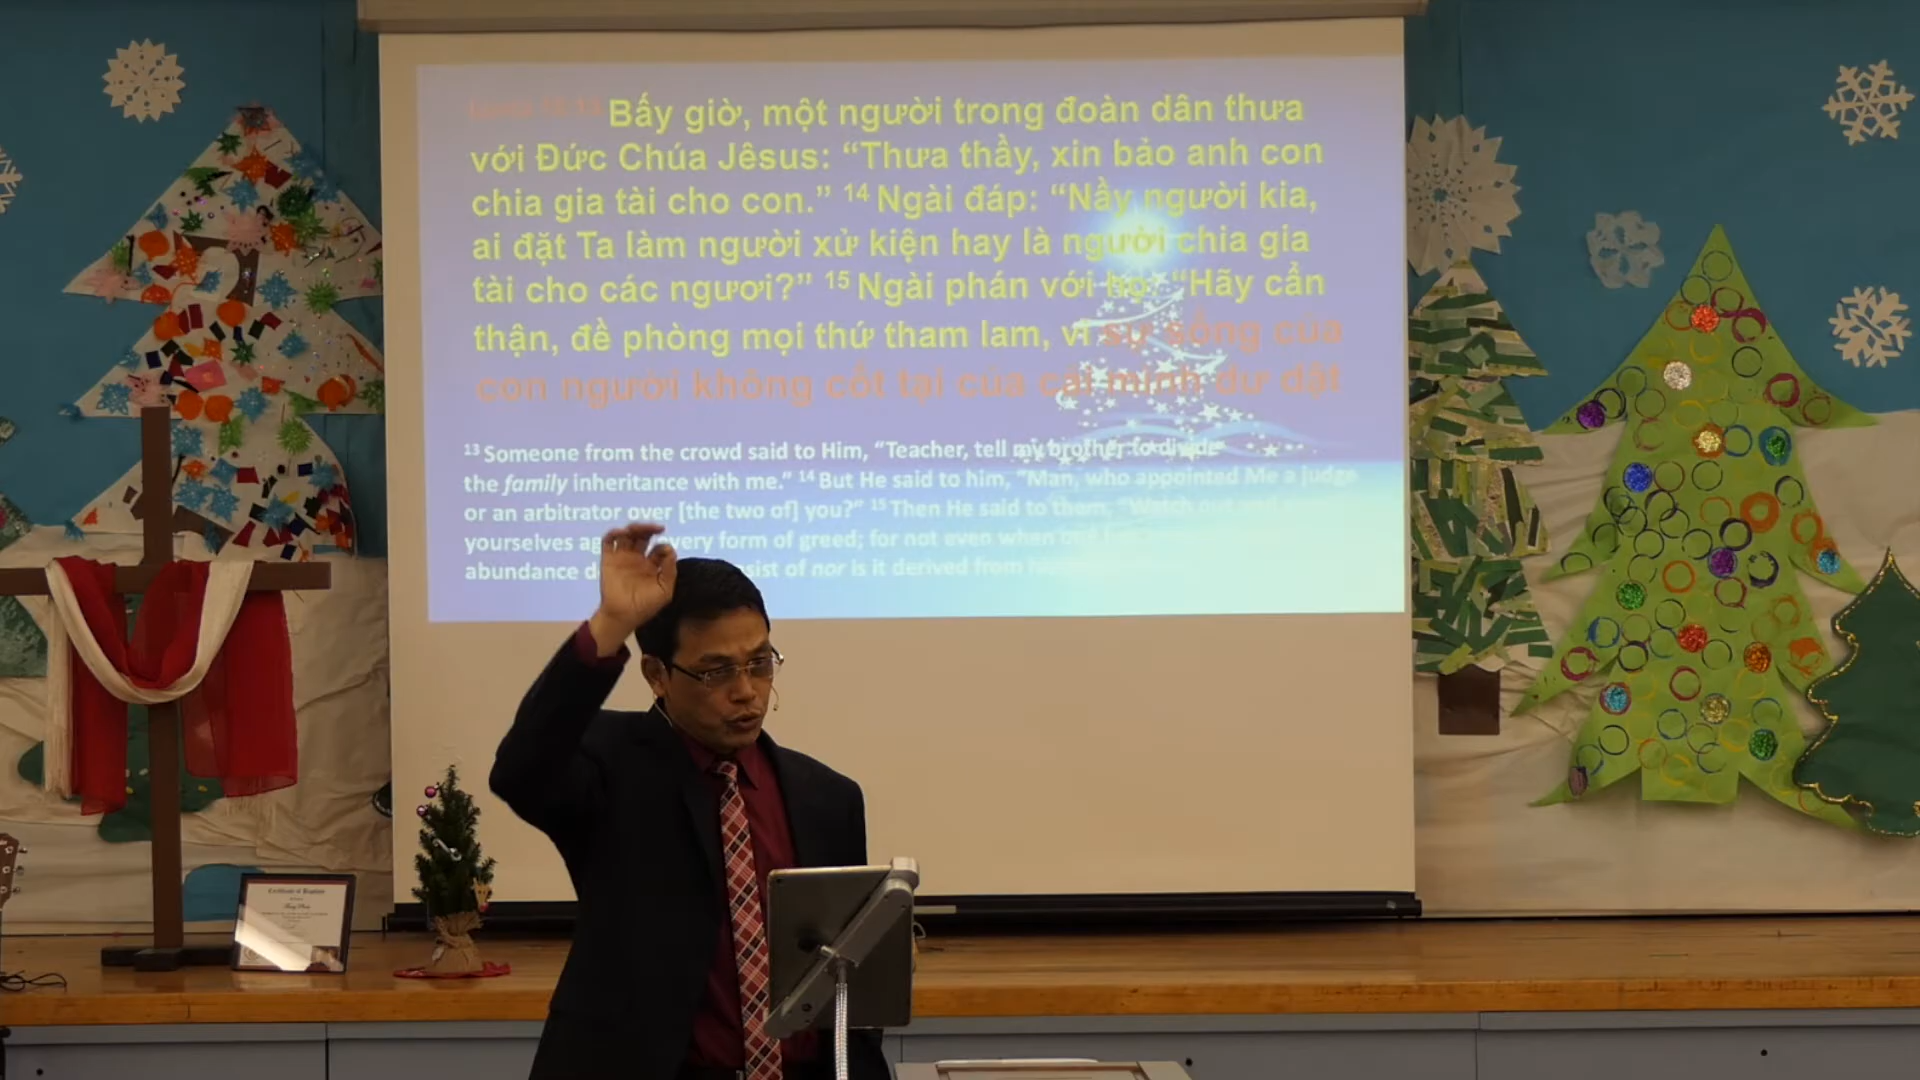 Bấy giờ, một người trong đoàn dân thưa
với Đức Chúa Jêsus: “Thưa thầy, xin bảo anh con
chia gia tài cho con.” 14 Ngài đáp: “Nầy người kia,
ai đặt Ta làm người xử kiện hay là người chia gia
tài cho các ngươi?” 15 Ngài phán với họ: “Hãy cẩn
thận, đề phòng mọi thứ tham lam, vì sự sống của
con người không cốt tại của cải mình dư dật
13 Someone from the crowd said to Him, “Teacher, tell my brother to divide
the family inheritance with me.” 14 But He said to him, “Man, who appointed Me a judge
or an arbitrator over [the two of] you?” 15 Then He said to them, “Watch out and
yourselves every form of greed; for not even when
abundance of nor is it derived from
Certificate of Baptism